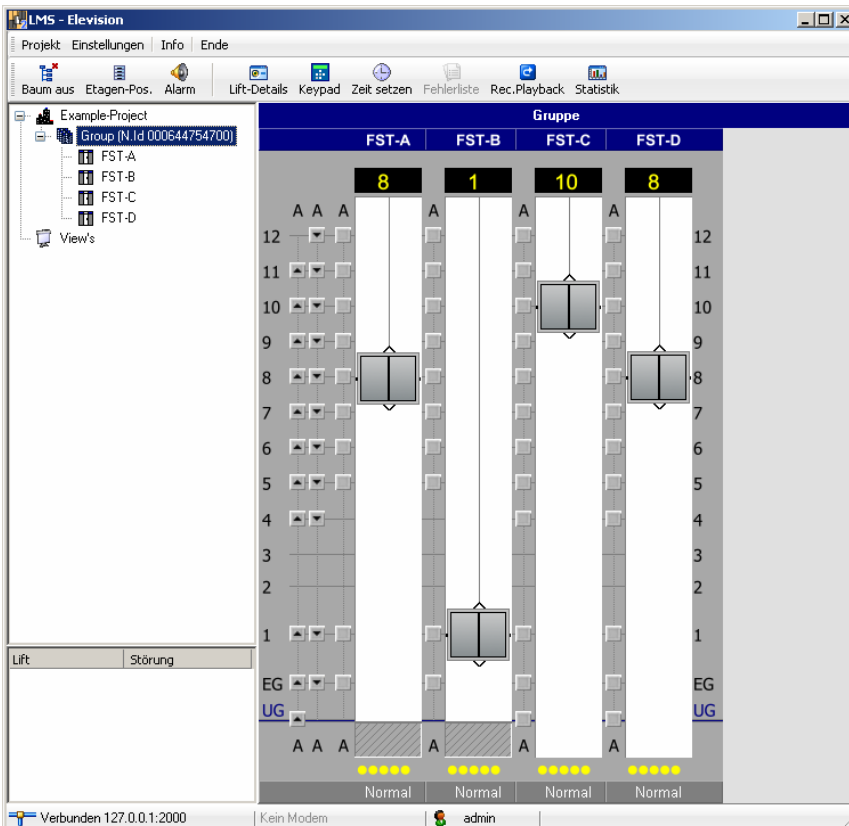 LMS - Elevision
Projekt Einstellungen Info Ende
Baum aus Etagen-Pos. Alarm Lift-Details Keypad Zeit setzen Fehlerliste Rec.Playback Statistik
Example-Project
Group (N.Id 000644754700)
FST-A
FST-B
FST-C
FST-D
View's
Lift Störung
Gruppe
FST-A FST-B FST-C FST-D
8 1 10 8
A A A A A A
12 12
11 11
10 10
9 9
8 8
7 7
6 6
5 5
4 4
3 3
2 2
1 1
EG EG
UG UG
A A A A A A
Normal Normal Normal Normal
Verbunden 127.0.0.1:2000 Kein Modem admin